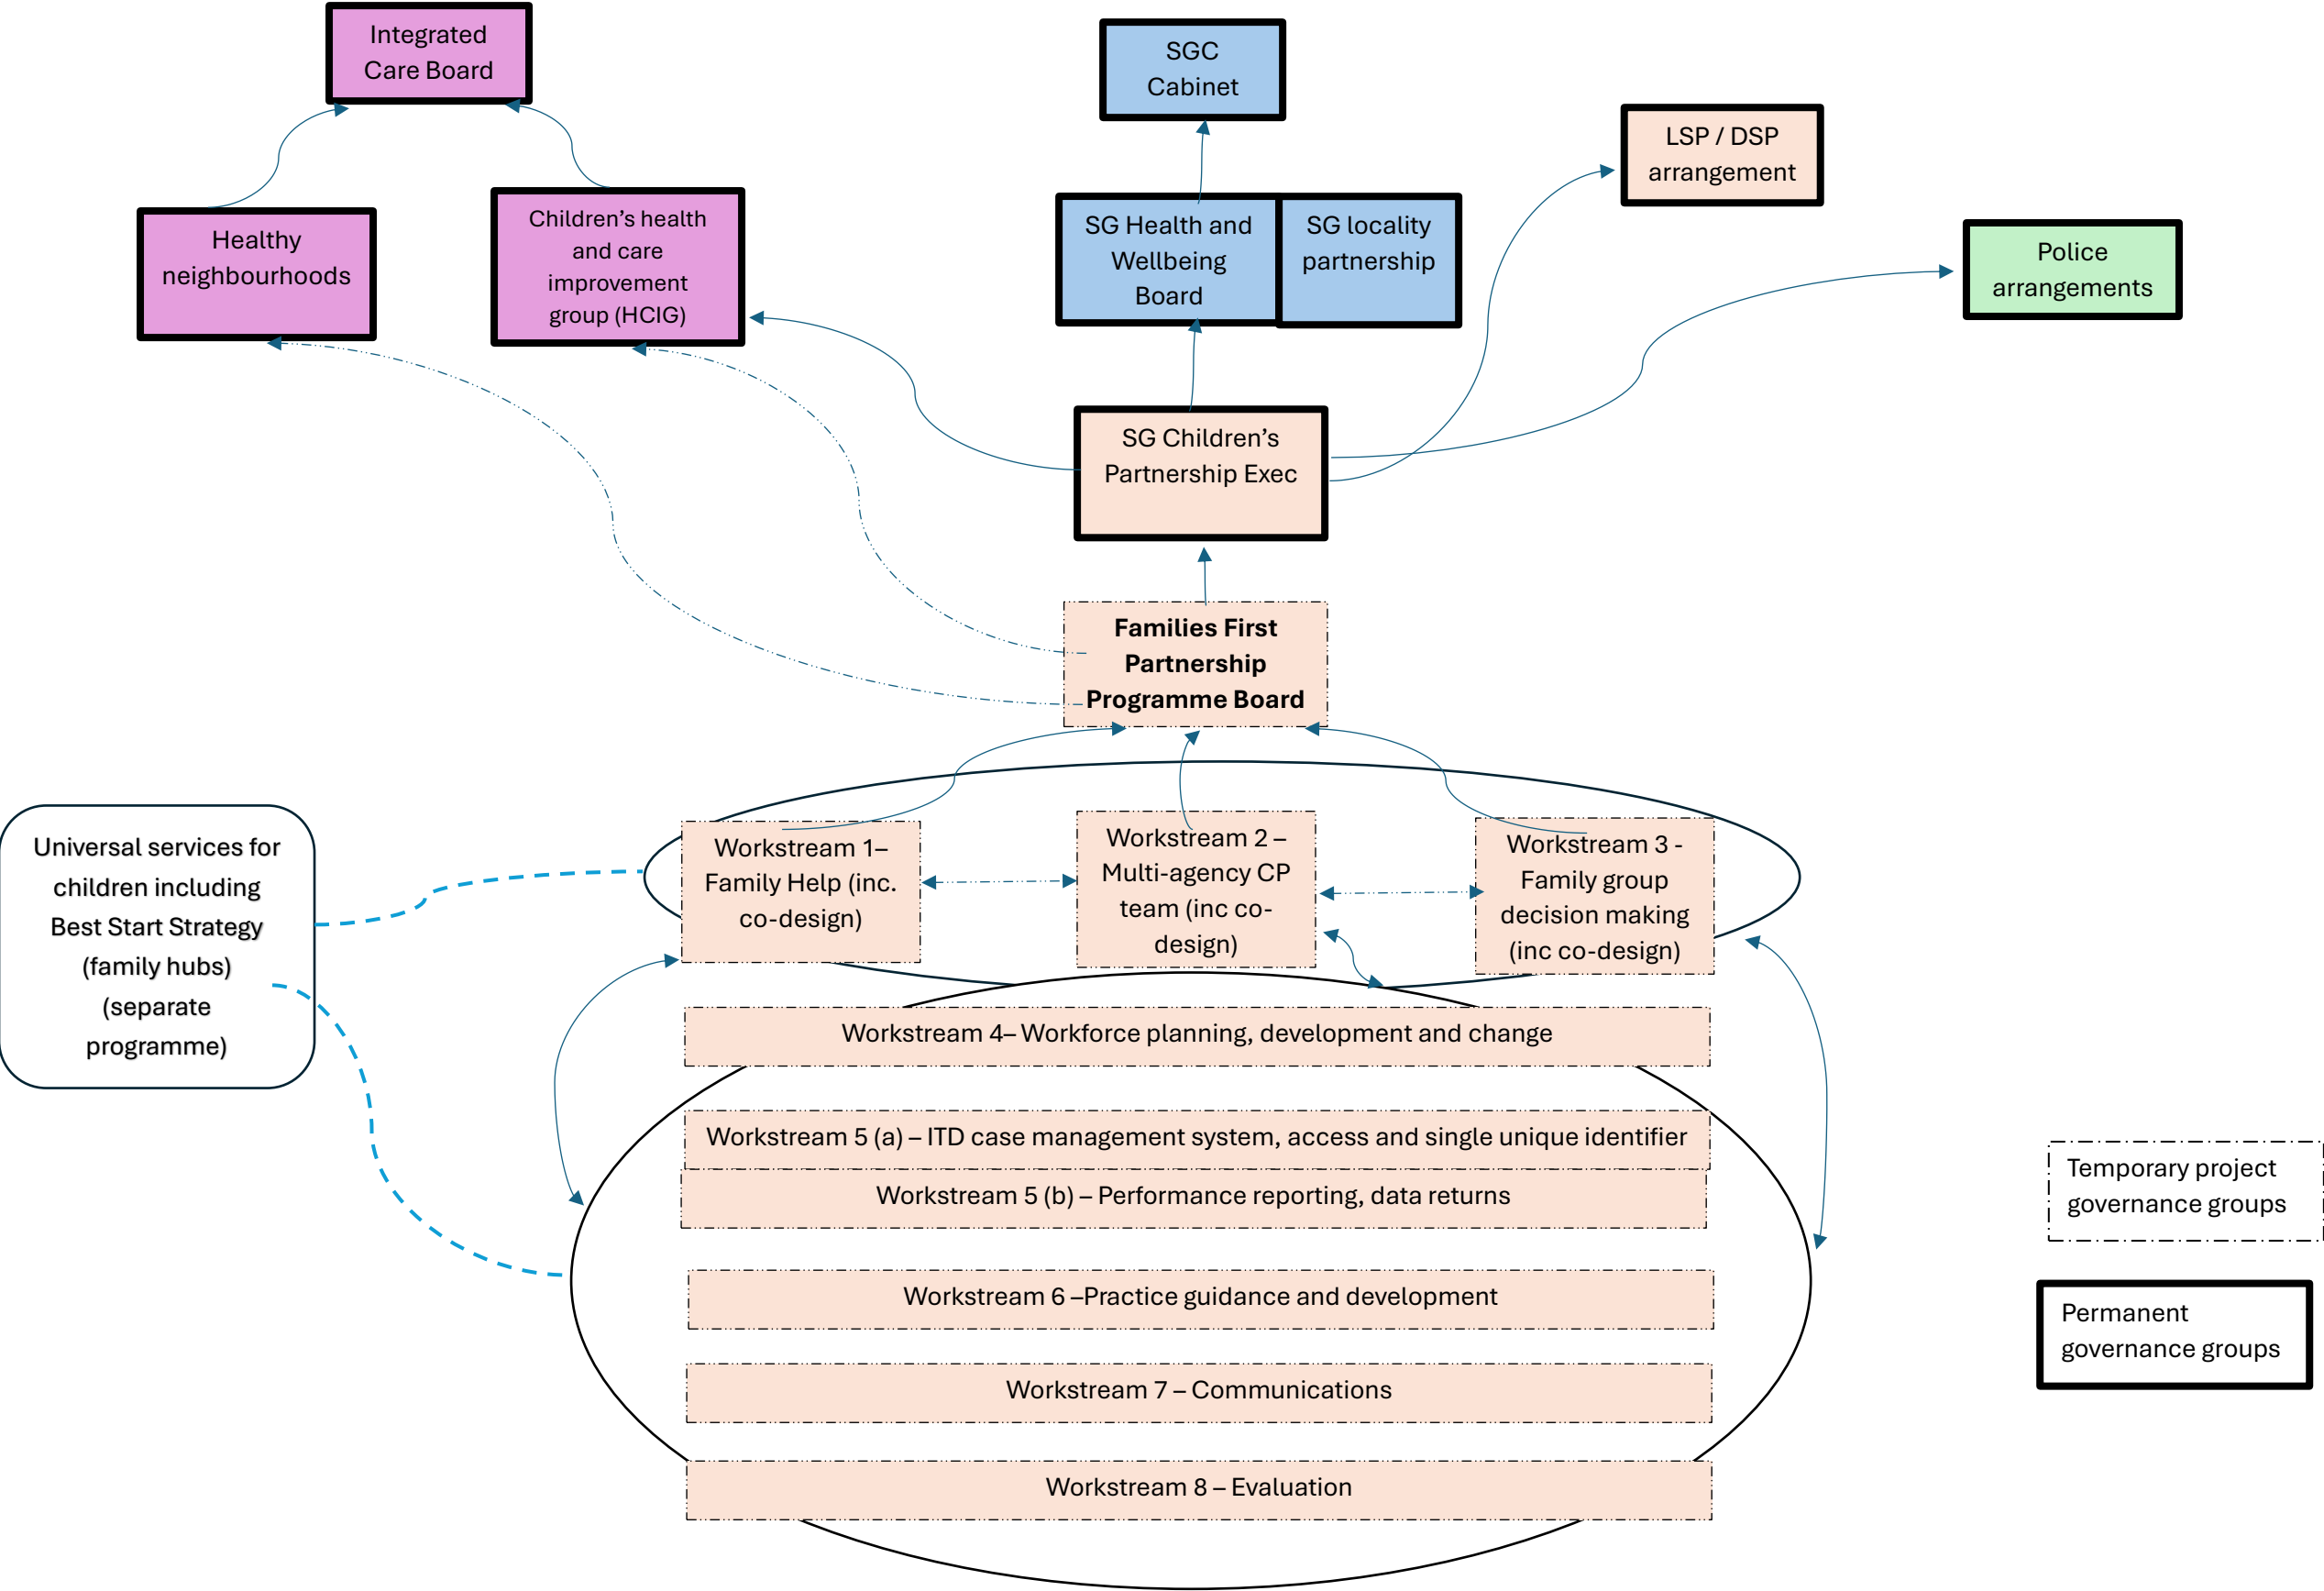 Integrated
Care Board
SGC
Cabinet
LSP / DSP
arrangement
Healthy
neighbourhoods
Children’s health
and care
improvement
group (HCIG)
SG Health and
Wellbeing
Board
SG locality
partnership
Police
arrangements
SG Children’s
Partnership Exec
Families First
Partnership
Programme Board
Universal services for
children including
Best Start Strategy
(family hubs)
(separate
programme)
Workstream 1–
Family Help (inc.
co-design)
Workstream 2 –
Multi-agency CP
team (inc co-
design)
Workstream 3 -
Family group
decision making
(inc co-design)
Workstream 4– Workforce planning, development and change
Workstream 5 (a) – ITD case management system, access and single unique identifier
Workstream 5 (b) – Performance reporting, data returns
Workstream 6 –Practice guidance and development
Workstream 7 – Communications
Workstream 8 – Evaluation
Temporary project
governance groups
Permanent
governance groups